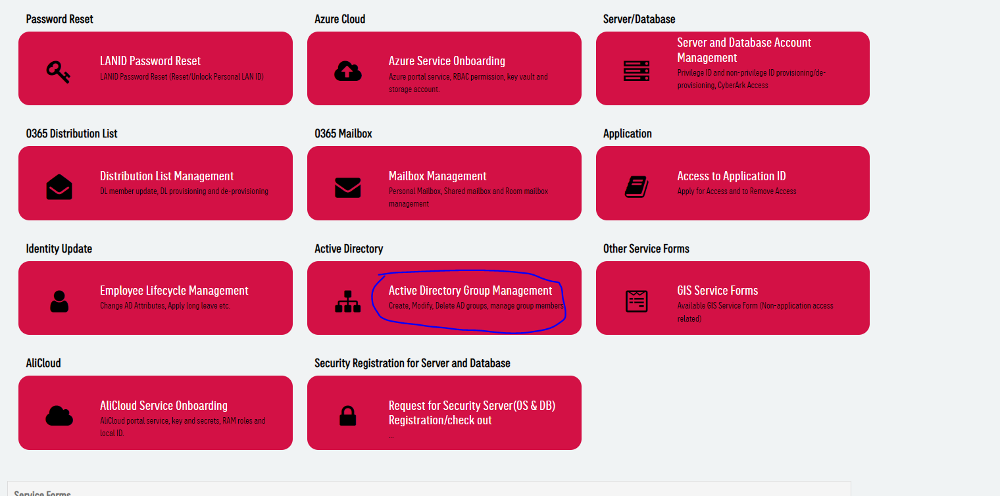 Password Reset
LANID Password Reset
LANID Password Reset (Reset/Unlock Personal LAN ID)
Azure Cloud
Azure Service Onboarding
Azure portal service, RBAC permission, key vault and
storage account.
Server/Database
Server and Database Account
Management
Privilege ID and non-privilege ID provisioning/de-
provisioning, CyberArk Access
O365 Distribution List
Distribution List Management
DL member update, DL provisioning and de-provisioning
O365 Mailbox
Mailbox Management
Personal Mailbox, Shared mailbox and Room mailbox
management
Application
Access to Application ID
Apply for Access and to Remove Access
Identity Update
Employee Lifecycle Management
Change AD Attributes, Apply long leave etc.
Active Directory
Active Directory Group Management
Create, Modify, Delete AD groups, manage group members
Other Service Forms
GIS Service Forms
Available GIS Service Form (Non-application access
related)
AliCloud
AliCloud Service Onboarding
AliCloud portal service, key and secrets, RAM roles and
local ID.
Security Registration for Server and Database
Request for Security Server(OS & DB)
Registration/check out
...
Service Forms